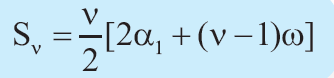 S_ν = ν/2 [2α₁ + (ν − 1)ω]